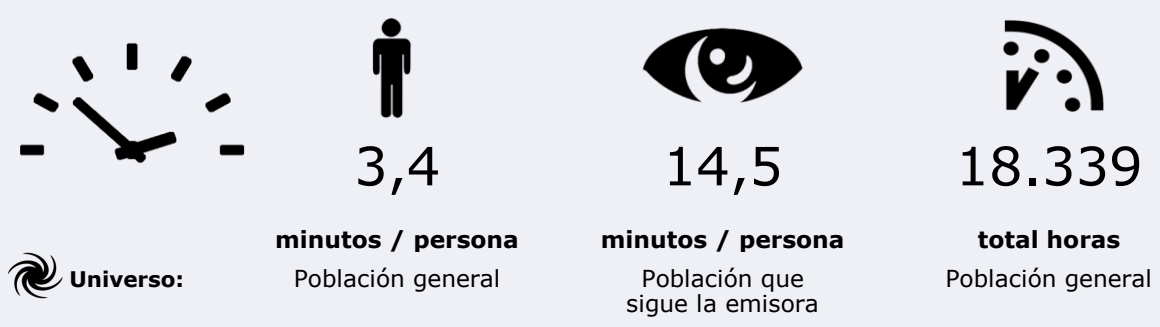 3,4
14,5
18.339
minutos / persona
minutos / persona
total horas
Universo:
Población general
Población que
sigue la emisora
Población general